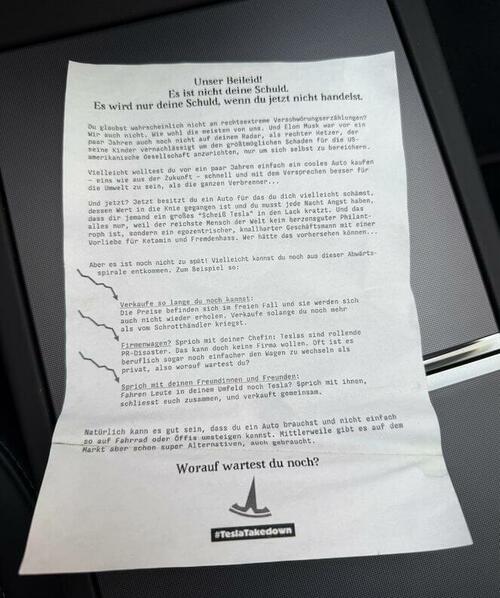 Unser Beileid!
Es ist nicht deine Schuld.
Es wird nur deine Schuld, wenn du jetzt nicht handelst.
Du glaubst wahrscheinlich nicht an rechtsextreme Verschwörungserzählungen?
Wir auch nicht. Wie wohl die meisten von uns. Und Elon Musk war vor ein
paar Jahren auch noch nicht auf deinem Radar, als rechter Hetzer, der
seine Kinder vernachlässigt um den größtmöglichen Schaden für die US-
amerikanische Gesellschaft anzurichten, nur um sich selbst zu bereichern.
Vielleicht wolltest du vor ein paar Jahren einfach ein cooles Auto kaufen
– eins wie aus der Zukunft – schnell und mit dem Versprechen besser für
die Umwelt zu sein, als die ganzen Verbrenner...
Und jetzt? Jetzt besitzt du ein Auto für das du dich vielleicht schämst,
dessen Wert in die Knie gegangen ist und du musst jede Nacht Angst haben,
dass dir jemand ein großes "Scheiß Tesla" in den Lack kratzt. Und das
alles nur, weil der reichste Mensch der Welt kein herzensguter Philant-
roph ist, sondern ein egozentrischer, knallharter Geschäftsmann mit einer
Vorliebe für Ketamin und Fremdenhass. Wer hätte das vorhersehen können...
Aber es ist noch nicht zu spät! Vielleicht kannst du noch aus dieser Abwärts-
spirale entkommen. Zum Beispiel so:
Verkaufe so lange du noch kannst:
Die Preise befinden sich im freien Fall und sie werden sich
auch nicht wieder erholen. Verkaufe solange du noch mehr
als vom Schrotthändler kriegst.
Firmenwagen? Sprich mit deiner Chefin: Teslas sind rollende
PR-Disaster. Das kann doch keine Firma wollen. Oft ist es
beruflich sogar noch einfacher den Wagen zu wechseln als
privat, also worauf wartest du?
Sprich mit deinen Freundinnen und Freunden:
Fahren Leute in deinem Umfeld noch Tesla? Sprich mit ihnen,
schliesst euch zusammen, und verkauft gemeinsam.
Natürlich kann es gut sein, dass du ein Auto brauchst und nicht einfach
so auf Fahrrad oder Öffis umsteigen kannst. Mittlerweile gibt es auf dem
Markt aber schon super Alternativen, auch gebraucht.
Worauf wartest du noch?
#TeslaTakedown